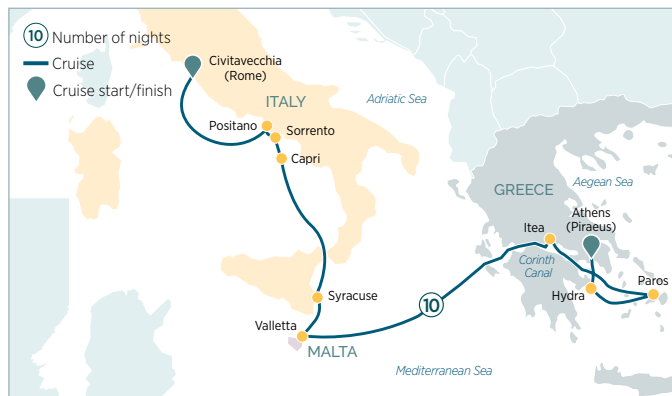 10 Number of nights
Cruise
Cruise start/finish
Civitavecchia
(Rome)
ITALY
Adriatic Sea
Positano
Sorrento
Capri
GREECE
Aegean Sea
Athens
(Piraeus)
Itea
Corinth
Canal
Paros
Hydra
Syracuse
10
Valletta
MALTA
Mediterranean Sea